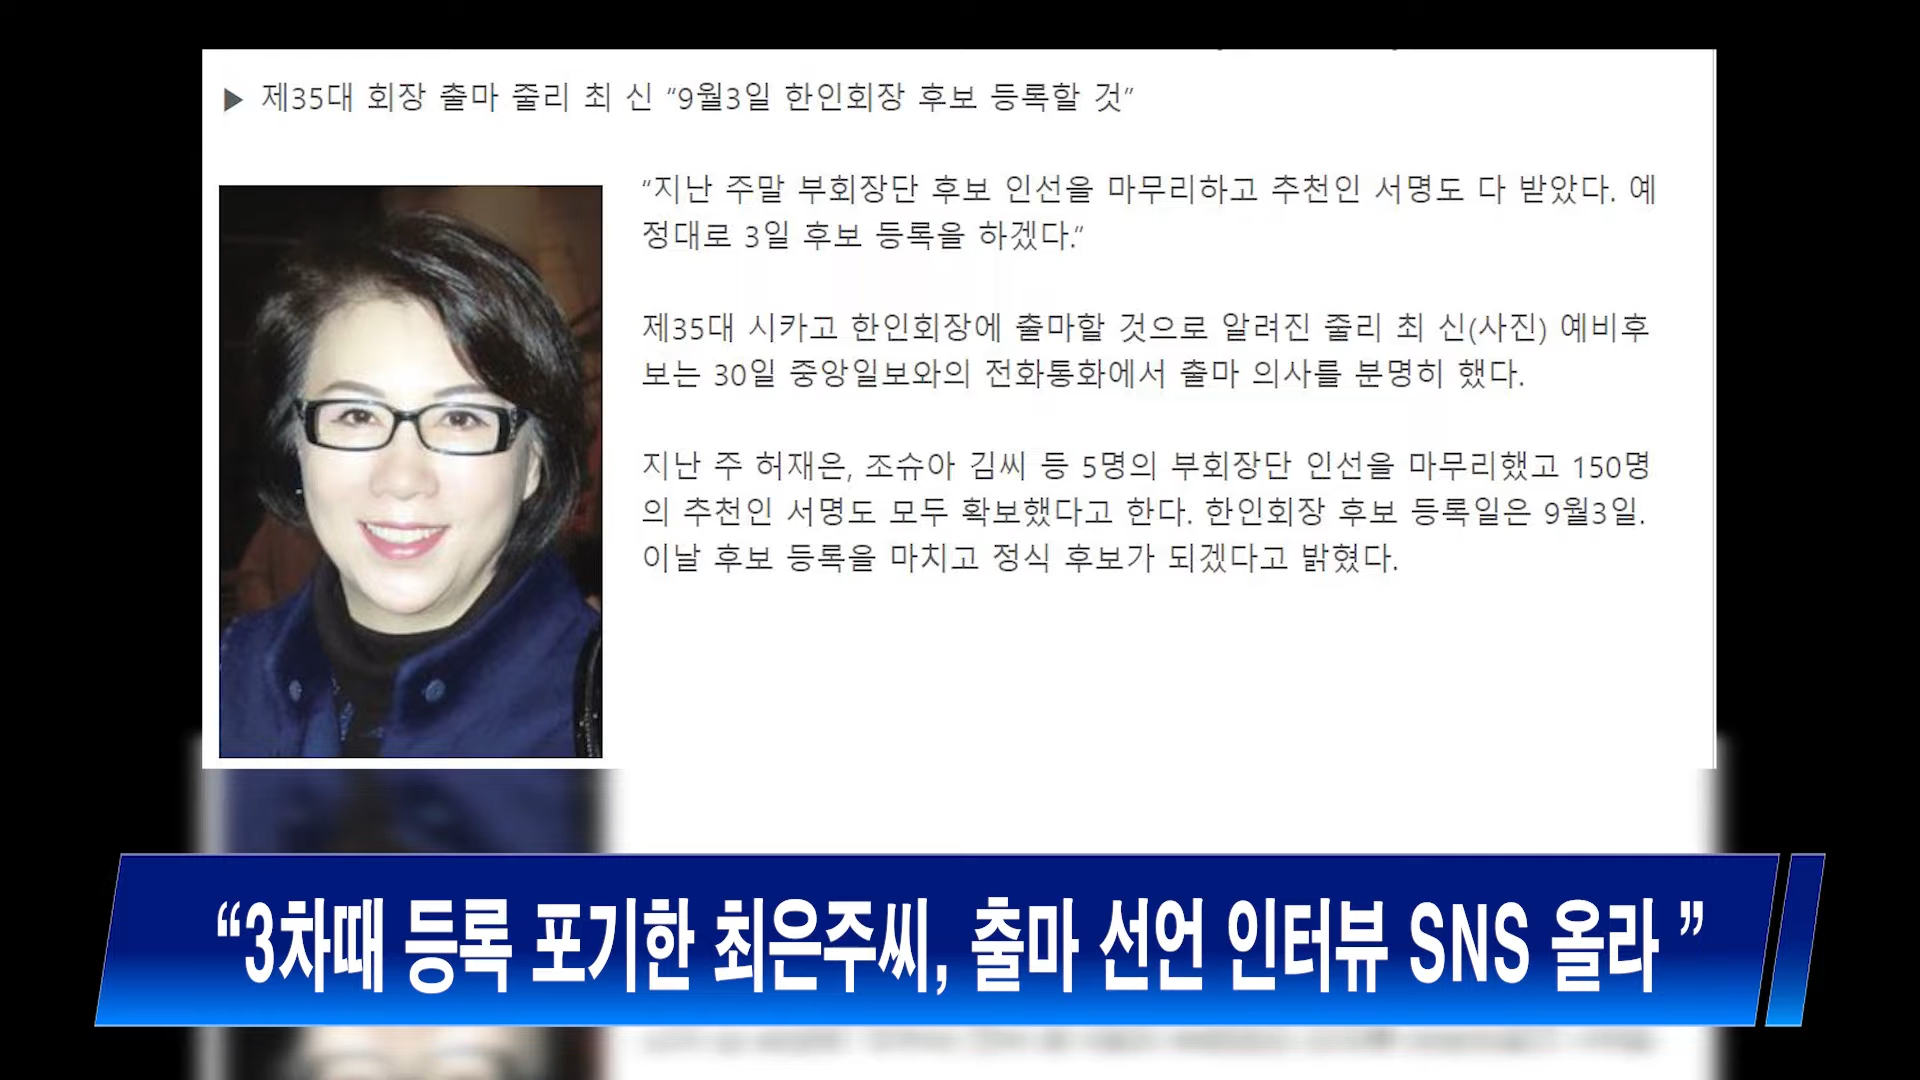 ▶ 제35대 회장 출마 줄리 최 신 “9월3일 한인회장 후보 등록할 것”
“지난 주말 부회장단 후보 인선을 마무리하고 추천인 서명도 다 받았다. 예
정대로 3일 후보 등록을 하겠다.”
제35대 시카고 한인회장에 출마할 것으로 알려진 줄리 최 신(사진) 예비후
보는 30일 중앙일보와의 전화통화에서 출마 의사를 분명히 했다.
지난 주 허재은, 조슈아 김씨 등 5명의 부회장단 인선을 마무리했고 150명
의 추천인 서명도 모두 확보했다고 한다. 한인회장 후보 등록일은 9월3일.
이날 후보 등록을 마치고 정식 후보가 되겠다고 밝혔다.
“3차때 등록 포기한 최은주씨, 출마 선언 인터뷰 SNS 올라 ”